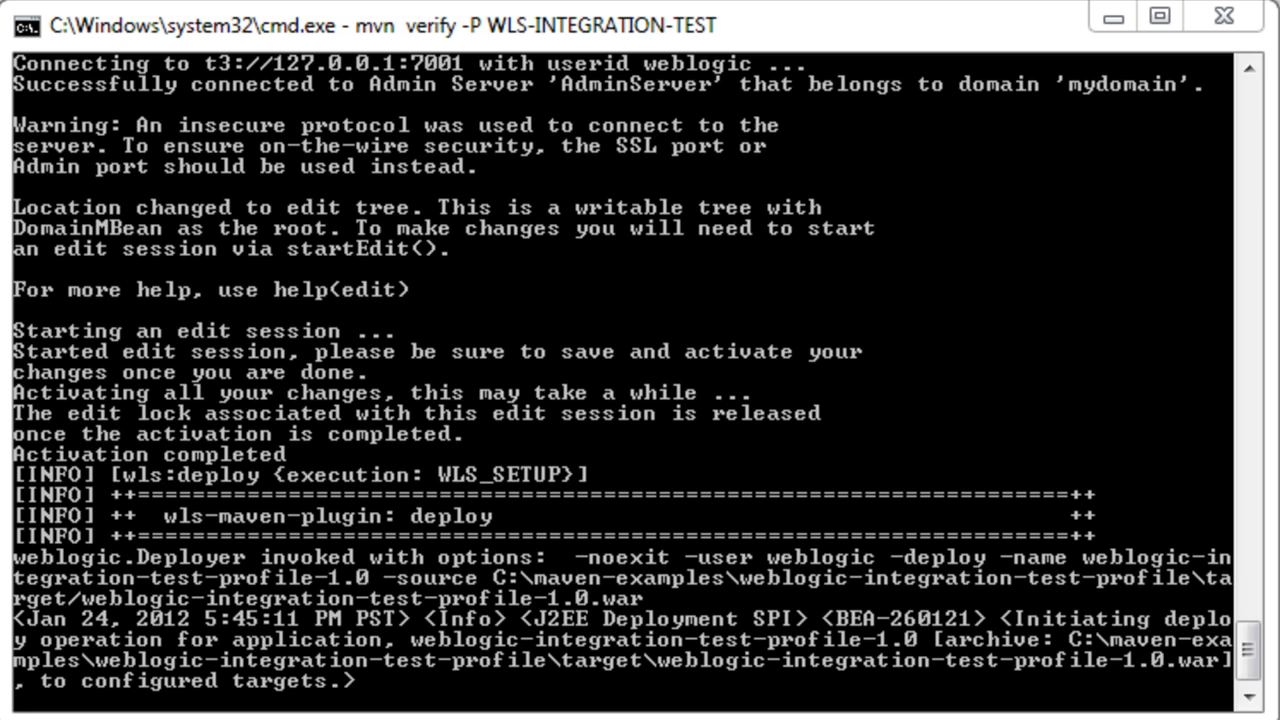 C:\Windows\system32\cmd.exe - mvn  verify -P WLS-INTEGRATION-TEST
Connecting to t3://127.0.0.1:7001 with userid weblogic ...
Successfully connected to Admin Server 'AdminServer' that belongs to domain 'mydomain'.
Warning: An insecure protocol was used to connect to the
server. To ensure on-the-wire security, the SSL port or
Admin port should be used instead.
Location changed to edit tree. This is a writable tree with
DomainMBean as the root. To make changes you will need to start
an edit session via startEdit().
For more help, use help(edit)
Starting an edit session ...
Started edit session, please be sure to save and activate your
changes once you are done.
Activating all your changes, this may take a while ...
The edit lock associated with this edit session is released
once the activation is completed.
Activation completed
[INFO] [wls:deploy {execution: WLS_SETUP}]
[INFO] ++====================================================================++
[INFO] ++  wls-maven-plugin: deploy                                          ++
[INFO] ++====================================================================++
weblogic.Deployer invoked with options:  -noexit -user weblogic -deploy -name weblogic-in
tegration-test-profile-1.0 -source C:\maven-examples\weblogic-integration-test-profile\ta
rget/weblogic-integration-test-profile-1.0.war
<Jan 24, 2012 5:45:11 PM PST> <Info> <J2EE Deployment SPI> <BEA-260121> <Initiating deplo
y operation for application, weblogic-integration-test-profile-1.0 [archive: C:\maven-exa
mples\weblogic-integration-test-profile\target\weblogic-integration-test-profile-1.0.war]
, to configured targets.>